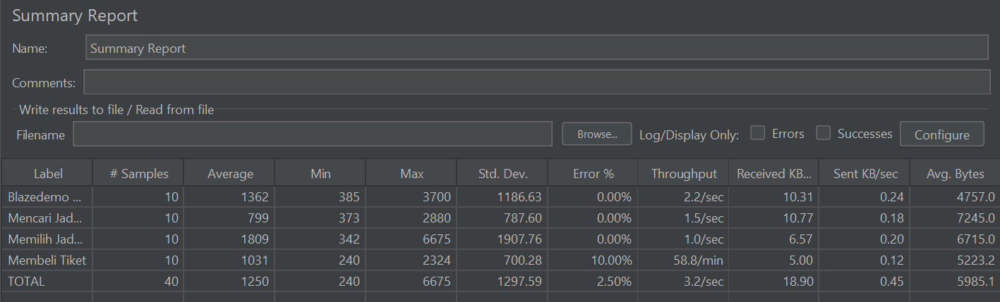 Summary Report
Name: Summary Report
Comments:
Write results to file / Read from file
Filename Browse... Log/Display Only: Errors Successes Configure
Label # Samples Average Min Max Std. Dev. Error % Throughput Received KB... Sent KB/sec Avg. Bytes
Blazedemo ... 10 1362 385 3700 1186.63 0.00% 2.2/sec 10.31 0.24 4757.0
Mencari Jad... 10 799 373 2880 787.60 0.00% 1.5/sec 10.77 0.18 7245.0
Memilih Jad... 10 1809 342 6675 1907.76 0.00% 1.0/sec 6.57 0.20 6715.0
Membeli Tiket 10 1031 240 2324 700.28 10.00% 58.8/min 5.00 0.12 5223.2
TOTAL 40 1250 240 6675 1297.59 2.50% 3.2/sec 18.90 0.45 5985.1